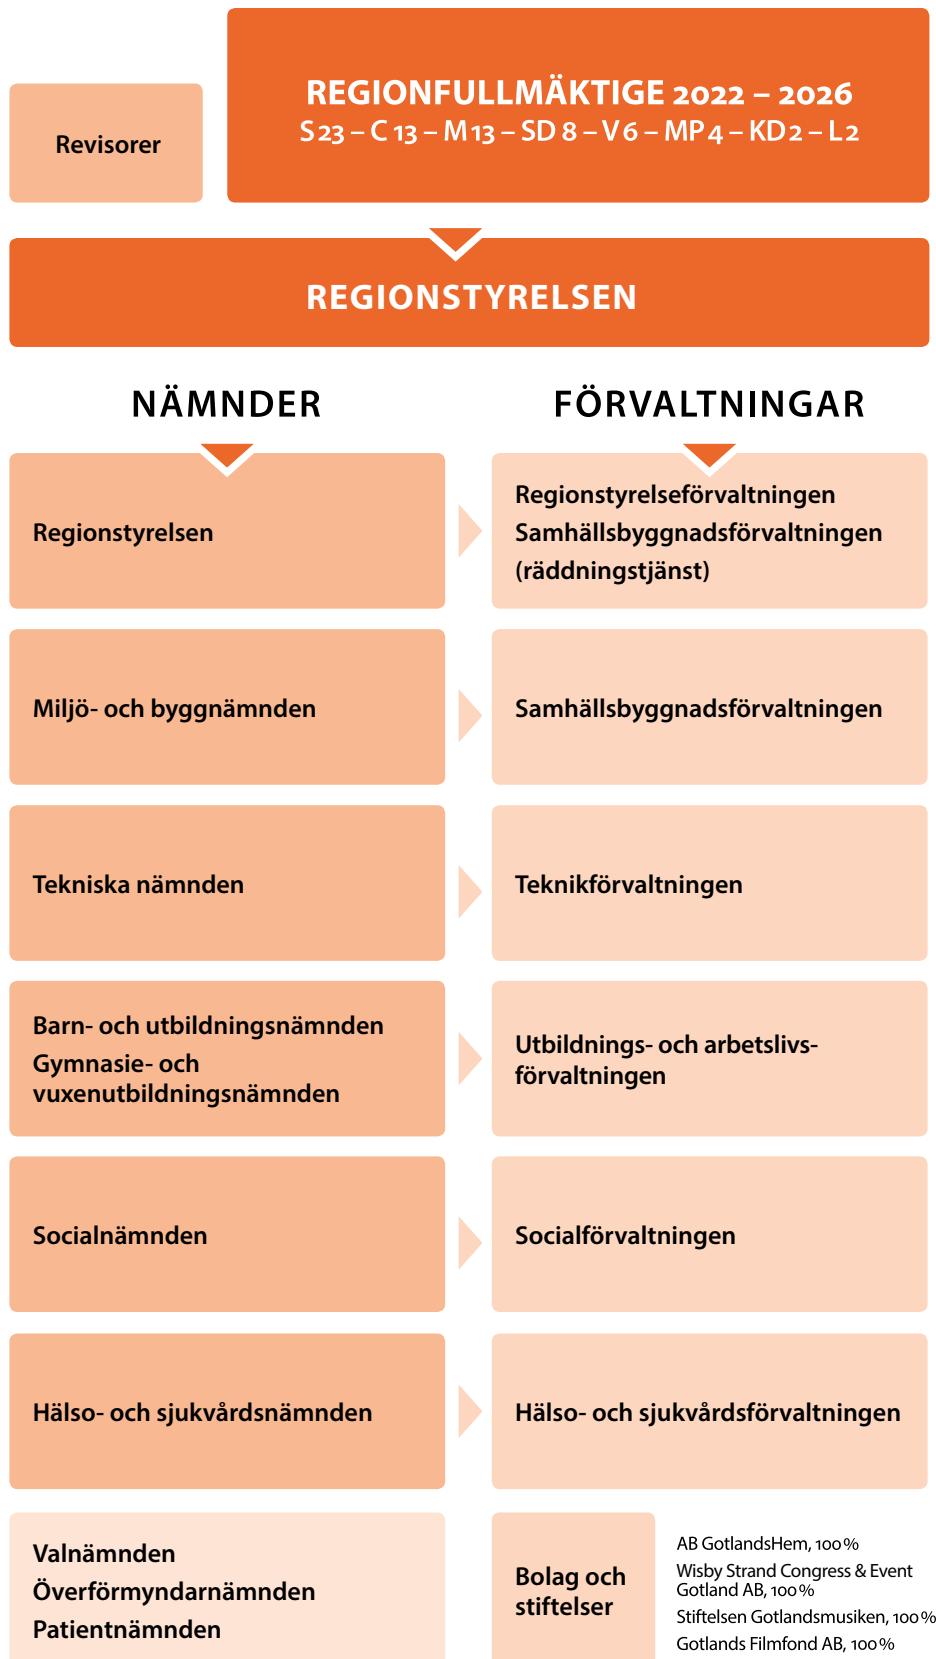 Revisorer
REGIONFULLMÄKTIGE 2022 – 2026
S 23 – C 13 – M 13 – SD 8 – V 6 – MP 4 – KD 2 – L 2
REGIONSTYRELSEN
NÄMNDER
FÖRVALTNINGAR
Regionstyrelsen
Regionstyrelseförvaltningen
Samhällsbyggnadsförvaltningen
(räddningstjänst)
Miljö- och byggnämnden
Samhällsbyggnadsförvaltningen
Tekniska nämnden
Teknikförvaltningen
Barn- och utbildningsnämnden
Gymnasie- och
vuxenutbildningsnämnden
Utbildnings- och arbetslivs-
förvaltningen
Socialnämnden
Socialförvaltningen
Hälso- och sjukvårdsnämnden
Hälso- och sjukvårdsförvaltningen
Valnämnden
Överförmyndarnämnden
Patientnämnden
Bolag och
stiftelser
AB GotlandsHem, 100 %
Wisby Strand Congress & Event
Gotland AB, 100 %
Stiftelsen Gotlandsmusiken, 100 %
Gotlands Filmfond AB, 100 %